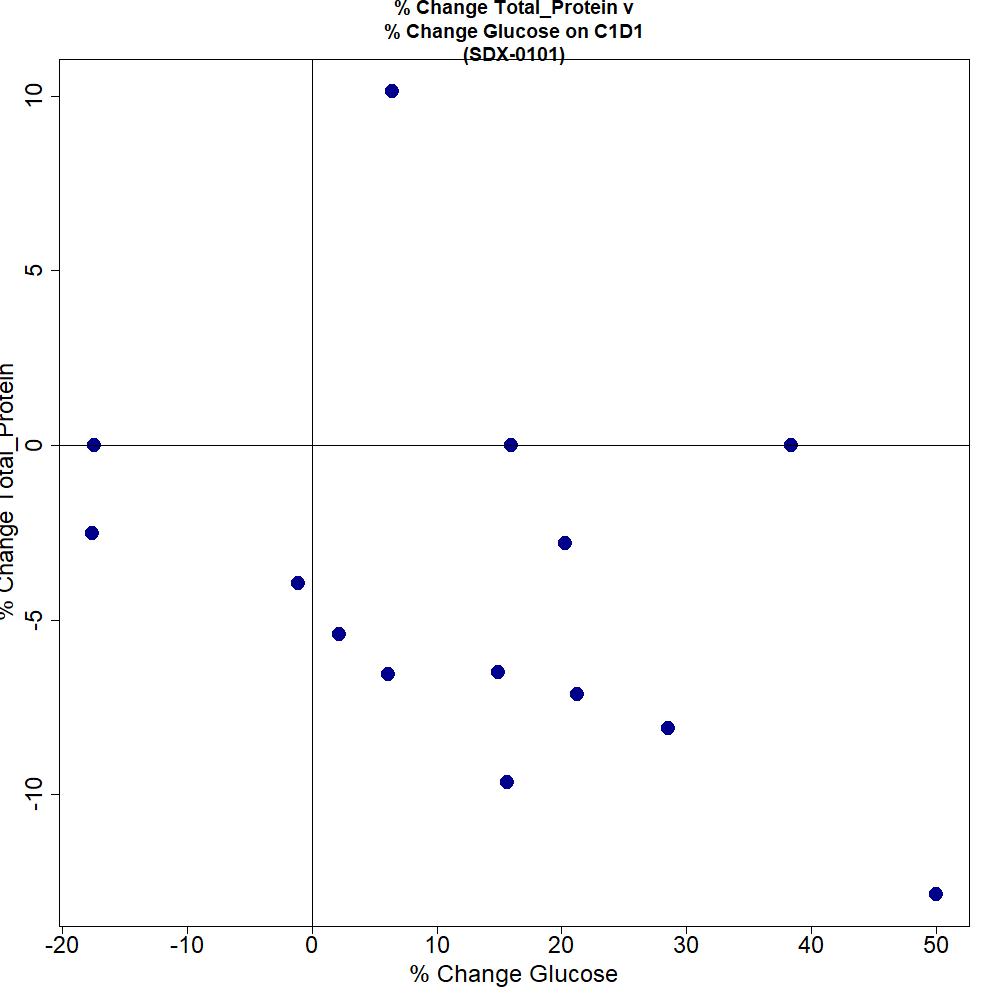 % Change Total_Protein v
% Change Glucose on C1D1
(SDX-0101)
% Change Total_Protein
10
5
0
-5
-10
-20 -10 0 10 20 30 40 50
% Change Glucose